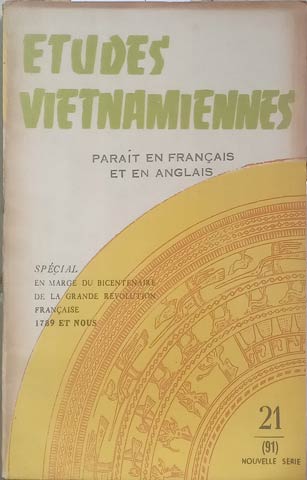 ETUDES
VIETNAMIENNES
PARAÎT EN FRANÇAIS
ET EN ANGLAIS
SPÉCIAL
EN MARGE DU BICENTENAIRE
DE LA GRANDE RÉVOLUTION
FRANÇAISE
1789 ET NOUS
21
(91)
NOUVELLE SÉRIE